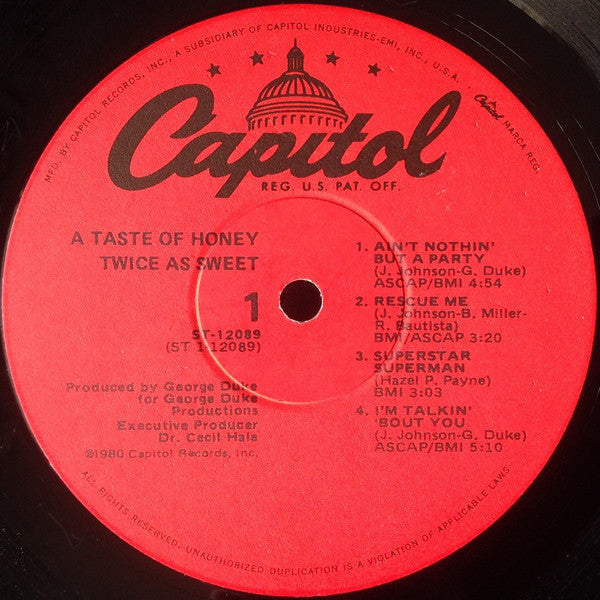 MFD. BY CAPITOL RECORDS, INC., A SUBSIDIARY OF CAPITOL INDUSTRIES-EMI, INC., U.S.A.
Capitol MARCA REG.
Capitol
REG. U.S. PAT. OFF.
A TASTE OF HONEY
TWICE AS SWEET
1
ST-12089
(ST 1-12089)
Produced by George Duke
for George Duke
Productions
Executive Producer
Dr. Cecil Hale
©1980 Capitol Records, Inc.
1. AIN'T NOTHIN'
BUT A PARTY
(J. Johnson-G. Duke)
ASCAP/BMI 4:54
2. RESCUE ME
(J. Johnson-B. Miller-
R. Bautista)
BMI/ASCAP 3:20
3. SUPERSTAR
SUPERMAN
(Hazel P. Payne)
BMI 3:03
4. I'M TALKIN'
'BOUT YOU
(J. Johnson-G. Duke)
ASCAP/BMI 5:10
ALL RIGHTS RESERVED. UNAUTHORIZED DUPLICATION IS A VIOLATION OF APPLICABLE LAWS.